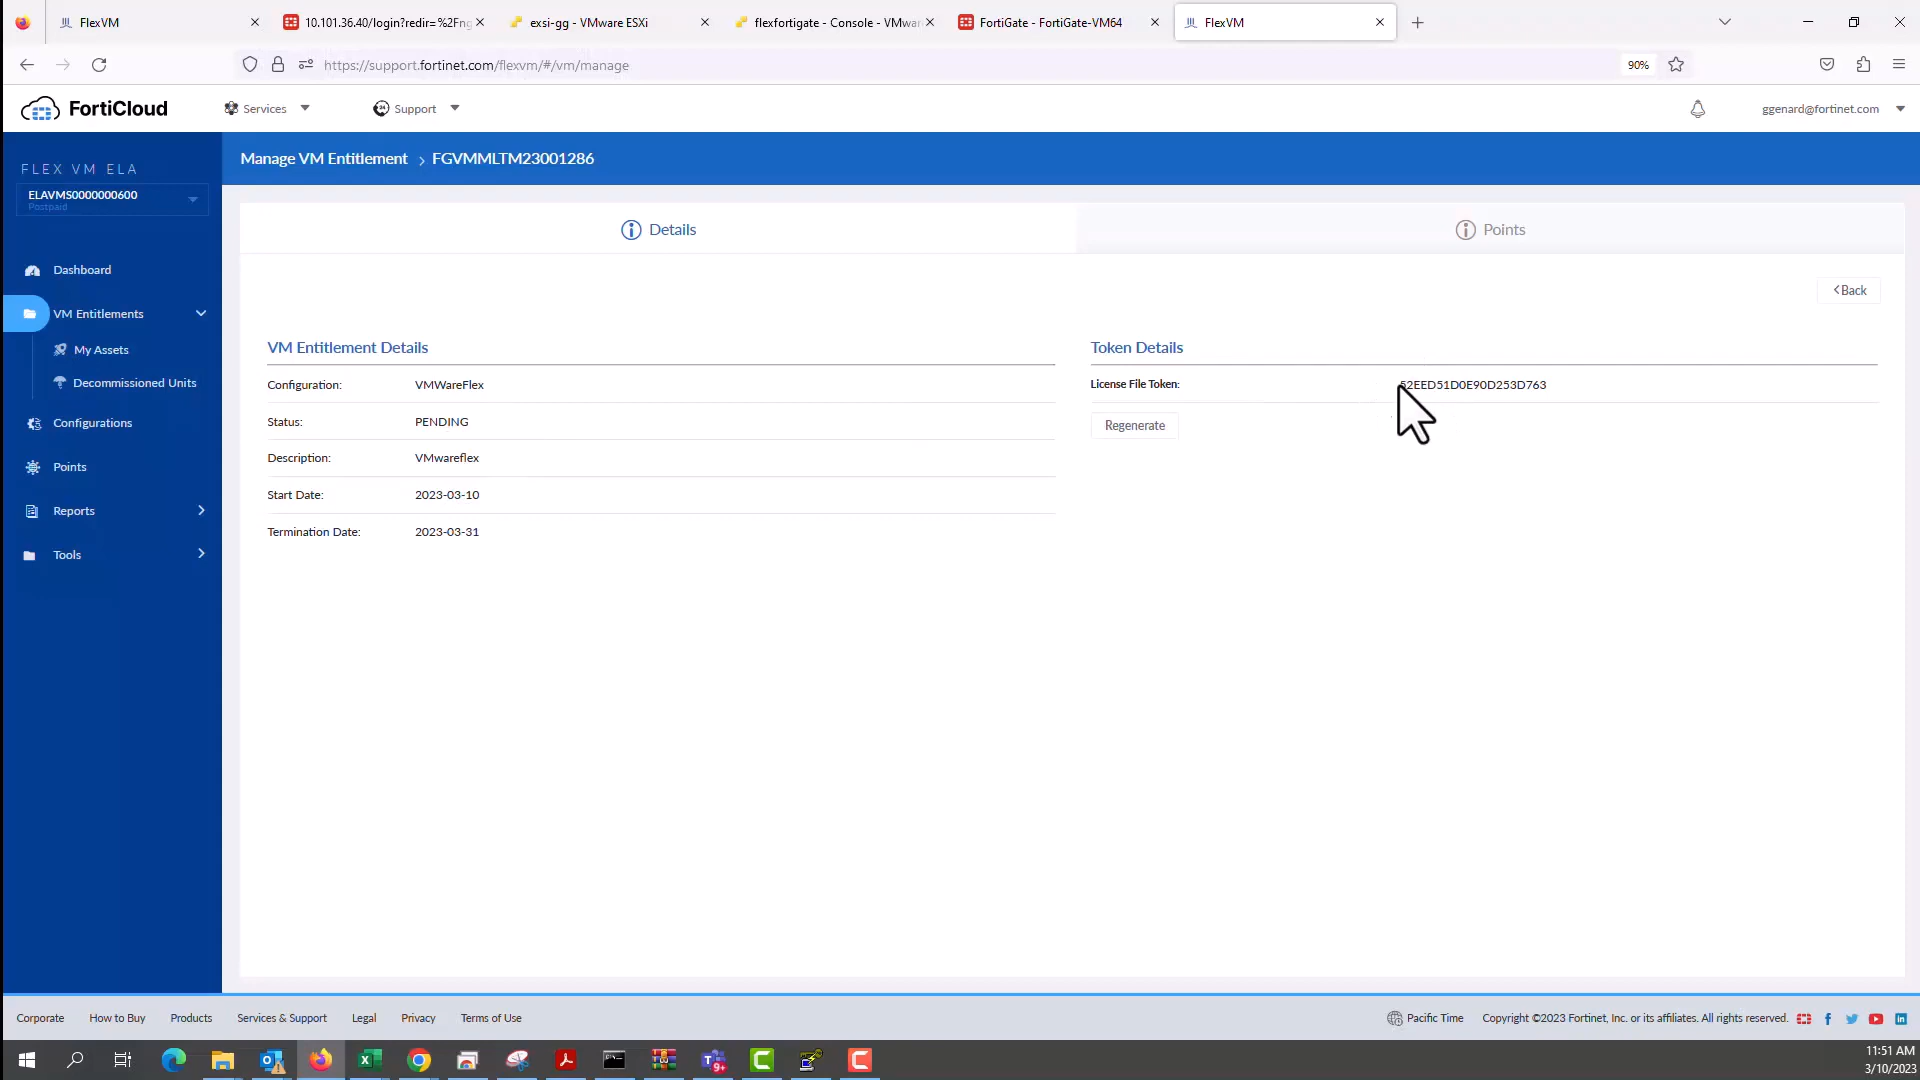 FlexVM
10.101.36.40/login?redir=%2Fng
exsi-gg - VMware ESXi
flexfortigate - Console - VMwar
FortiGate - FortiGate-VM64
FlexVM
https://support.fortinet.com/flexvm/#/vm/manage
90%
FortiCloud
Services
Support
ggenard@fortinet.com
FLEX VM ELA
ELAVMS0000000600
Postpaid
Manage VM Entitlement > FGVMMLTM23001286
Dashboard
VM Entitlements
My Assets
Decommissioned Units
Configurations
Points
Reports
Tools
Details
Points
<Back
VM Entitlement Details
Configuration: VMWareFlex
Status: PENDING
Description: VMwareflex
Start Date: 2023-03-10
Termination Date: 2023-03-31
Token Details
License File Token: 52EED51D0E90D253D763
Regenerate
Corporate How to Buy Products Services & Support Legal Privacy Terms of Use
Pacific Time Copyright ©2023 Fortinet, Inc. or its affiliates. All rights reserved.
9+
11:51 AM
3/10/2023